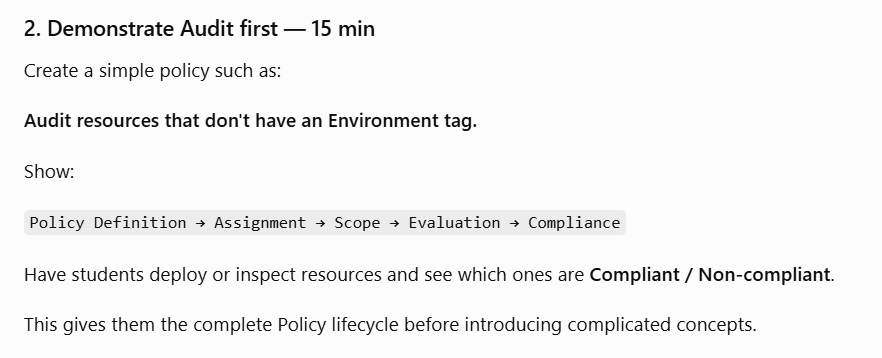 2. Demonstrate Audit first — 15 min
Create a simple policy such as:
Audit resources that don't have an Environment tag.
Show:
Policy Definition → Assignment → Scope → Evaluation → Compliance
Have students deploy or inspect resources and see which ones are Compliant / Non-compliant.
This gives them the complete Policy lifecycle before introducing complicated concepts.